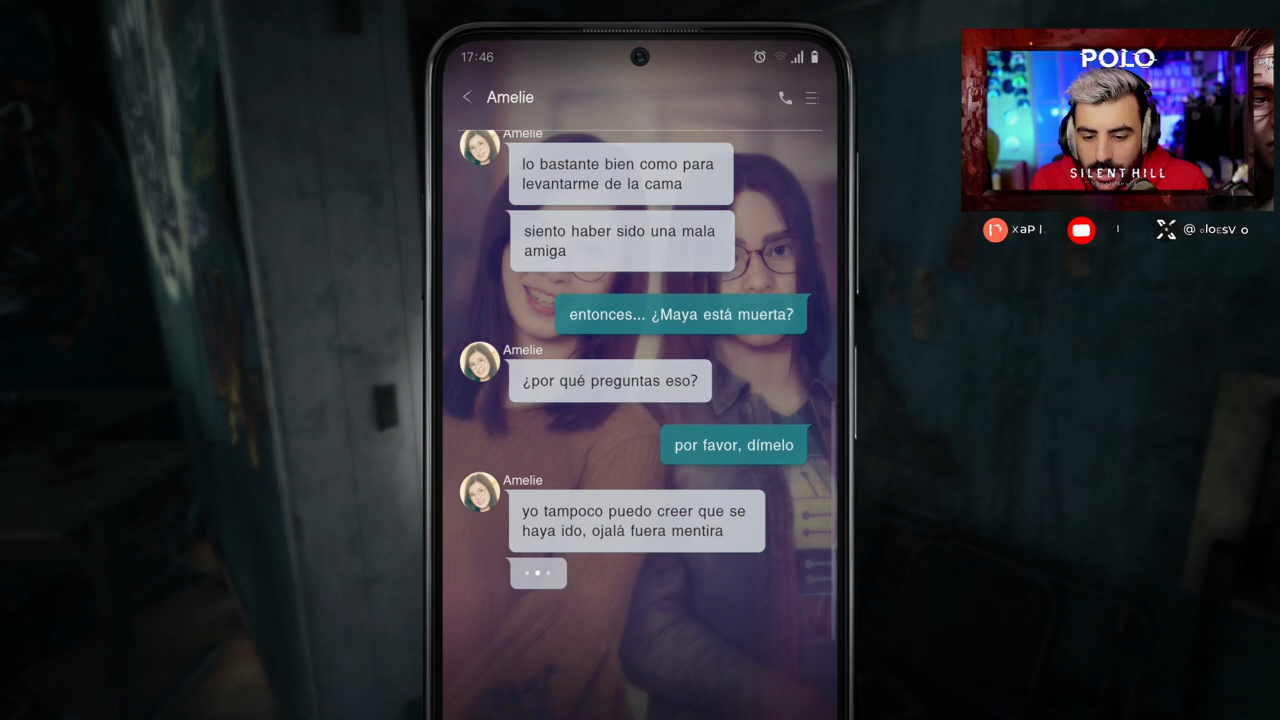 17:46
Amelie
Amelie
lo bastante bien como para
levantarme de la cama
siento haber sido una mala
amiga
entonces... ¿Maya está muerta?
Amelie
¿por qué preguntas eso?
por favor, dímelo
Amelie
yo tampoco puedo creer que se
haya ido, ojalá fuera mentira
POLO
SILENT HILL